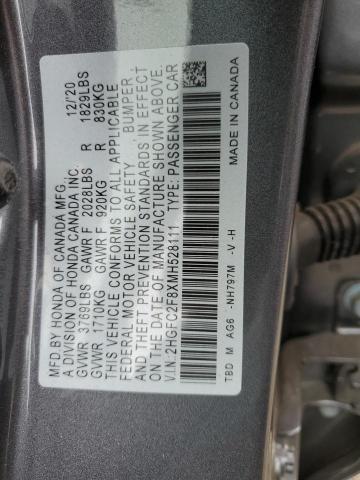 MFD BY HONDA OF CANADA MFG. 12/'20
A DIVISION OF HONDA CANADA INC.
GVWR 3769LBS GAWR F 2028LBS R 1829LBS
GVWR 1710KG GAWR F 920KG R 830KG
THIS VEHICLE CONFORMS TO ALL APPLICABLE
FEDERAL MOTOR VEHICLE SAFETY, BUMPER,
AND THEFT PREVENTION STANDARDS IN EFFECT
ON THE DATE OF MANUFACTURE SHOWN ABOVE.
V.I.N: 2HGFC2F8XMH528111 TYPE: PASSENGER CAR
TBD M AG6 -NH797M -V -H MADE IN CANADA